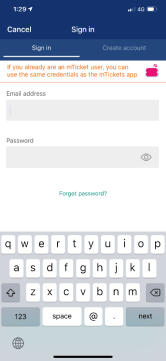 1:29
4G
Cancel
Sign in
Sign in
Create account
If you already are an mTicket user, you can
use the same credentials as the mTickets app
Email address
Password
Forgot password?
q w e r t y u i o p
a s d f g h j k l
z x c v b n m
123
space
@
.
next